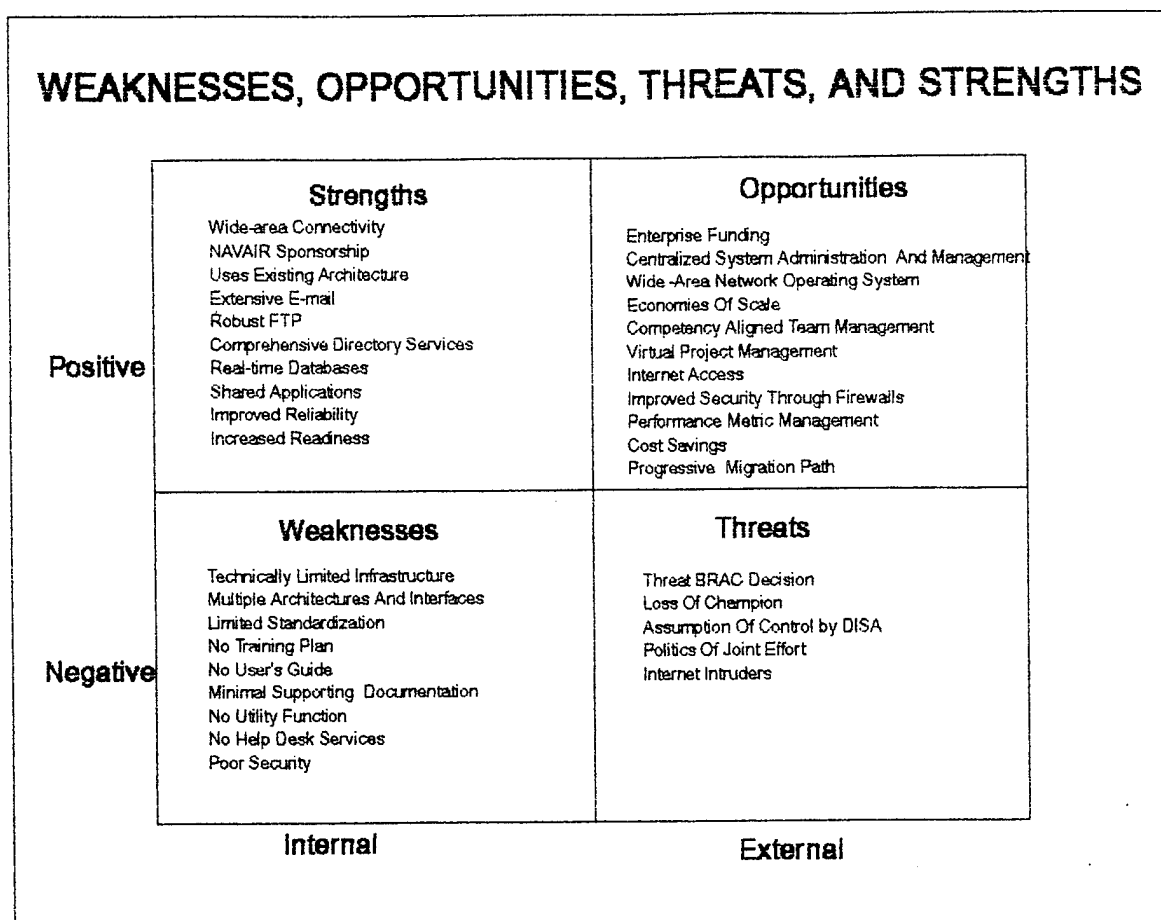 WEAKNESSES, OPPORTUNITIES, THREATS, AND STRENGTHS
Positive
Strengths
Wide-area Connectivity
NAVAIR Sponsorship
Uses Existing Architecture
Extensive E-mail
Robust FTP
Comprehensive Directory Services
Real-time Databases
Shared Applications
Improved Reliability
Increased Readiness
Opportunities
Enterprise Funding
Centralized System Administration And Management
Wide -Area Network Operating System
Economies Of Scale
Competency Aligned Team Management
Virtual Project Management
Internet Access
Improved Security Through Firewalls
Performance Metric Management
Cost Savings
Progressive Migration Path
Negative
Weaknesses
Technically Limited Infrastructure
Multiple Architectures And Interfaces
Limited Standardization
No Training Plan
No User's Guide
Minimal Supporting Documentation
No Utility Function
No Help Desk Services
Poor Security
Threats
Threat BRAC Decision
Loss Of Champion
Assumption Of Control by DISA
Politics Of Joint Effort
Internet Intruders
Internal
External